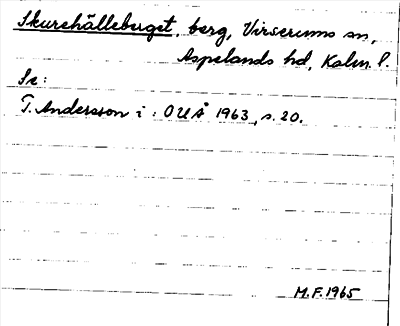 Skurehälleberget, berg, Virserums sn,
Aspelands hd, Kalm. l.
Se:
T. Andersson i: OUÅ 1963, s. 20.
M.F. 1965